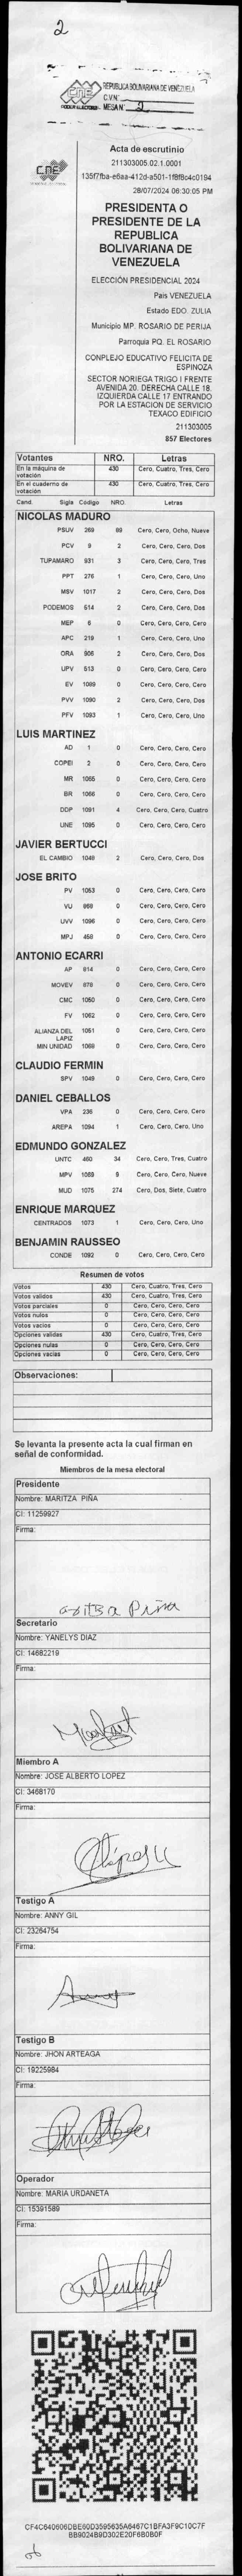 2
CNE
PODER ELECTORAL
REPUBLICA BOLIVARIANA DE VENEZUELA
C.V.N°
MESA N° 2
CNE
Acta de escrutinio
211303005.02.1.0001
28/07/2024 06:30:05 PM
PRESIDENTA O
PRESIDENTE DE LA
REPUBLICA
BOLIVARIANA DE
VENEZUELA
ELECCIÓN PRESIDENCIAL 2024
Pais VENEZUELA
Estado EDO. ZULIA
Municipio MP. ROSARIO DE PERIJA
Parroquia PQ. EL ROSARIO
COMPLEJO EDUCATIVO FELICITA DE
ESPINOZA
SECTOR NORIEGA TRIGO I FRENTE
AVENIDA 20. DERECHA CALLE 18.
IZQUIERDA CALLE 17 ENTRANDO
POR LA ESTACION DE SERVICIO
TEXACO EDIFICIO
211303005
857 Electores
Votantes NRO. Letras
En la máquina de votación 430 Cero, Cuatro, Tres, Cero
En el cuaderno de votación 430 Cero, Cuatro, Tres, Cero
Cand. Sigla Código NRO. Letras
NICOLAS MADURO
PSUV 269 89 Cero, Cero, Ocho, Nueve
PCV 9 2 Cero, Cero, Cero, Dos
TUPAMARO 931 3 Cero, Cero, Cero, Tres
PPT 276 1 Cero, Cero, Cero, Uno
MSV 1017 2 Cero, Cero, Cero, Dos
PODEMOS 514 2 Cero, Cero, Cero, Dos
MEP 6 0 Cero, Cero, Cero, Cero
APC 219 1 Cero, Cero, Cero, Uno
ORA 906 2 Cero, Cero, Cero, Dos
UPV 513 0 Cero, Cero, Cero, Cero
EV 1089 0 Cero, Cero, Cero, Cero
PVV 1090 2 Cero, Cero, Cero, Dos
PFV 1093 1 Cero, Cero, Cero, Uno
LUIS MARTINEZ
AD 1 0 Cero, Cero, Cero, Cero
COPEI 2 0 Cero, Cero, Cero, Cero
MR 1065 0 Cero, Cero, Cero, Cero
BR 1066 0 Cero, Cero, Cero, Cero
DDP 1091 4 Cero, Cero, Cero, Cuatro
UNE 1095 0 Cero, Cero, Cero, Cero
JAVIER BERTUCCI
EL CAMBIO 1048 2 Cero, Cero, Cero, Dos
JOSE BRITO
PV 1053 0 Cero, Cero, Cero, Cero
VU 868 0 Cero, Cero, Cero, Cero
UVV 1096 0 Cero, Cero, Cero, Cero
MPJ 458 0 Cero, Cero, Cero, Cero
ANTONIO ECARRI
AP 814 0 Cero, Cero, Cero, Cero
MOVEV 878 0 Cero, Cero, Cero, Cero
CMC 1050 0 Cero, Cero, Cero, Cero
FV 1062 0 Cero, Cero, Cero, Cero
ALIANZA DEL LAPIZ 1051 0 Cero, Cero, Cero, Cero
MIN UNIDAD 1068 0 Cero, Cero, Cero, Cero
CLAUDIO FERMIN
SPV 1049 0 Cero, Cero, Cero, Cero
DANIEL CEBALLOS
VPA 236 0 Cero, Cero, Cero, Cero
AREPA 1094 1 Cero, Cero, Cero, Uno
EDMUNDO GONZALEZ
UNTC 460 34 Cero, Cero, Tres, Cuatro
MPV 1069 9 Cero, Cero, Cero, Nueve
MUD 1075 274 Cero, Dos, Siete, Cuatro
ENRIQUE MARQUEZ
CENTRADOS 1073 1 Cero, Cero, Cero, Uno
BENJAMIN RAUSSEO
CONDE 1092 0 Cero, Cero, Cero, Cero
Resumen de votos
Votos 430 Cero, Cuatro, Tres, Cero
Votos validos 430 Cero, Cuatro, Tres, Cero
Votos parciales 0 Cero, Cero, Cero, Cero
Votos nulos 0 Cero, Cero, Cero, Cero
Votos vacios 0 Cero, Cero, Cero, Cero
Opciones validas 430 Cero, Cuatro, Tres, Cero
Opciones nulas 0 Cero, Cero, Cero, Cero
Opciones vacias 0 Cero, Cero, Cero, Cero
Observaciones:
Se levanta la presente acta la cual firman en
señal de conformidad.
Miembros de la mesa electoral
Presidente
Nombre: MARITZA PIÑA
CI: 11259927
Firma:
Piña
Secretario
Nombre: YANELYS DIAZ
CI: 14682219
Firma:
Miembro A
Nombre: JOSE ALBERTO LOPEZ
CI: 3468170
Firma:
Testigo A
Nombre: ANNY GIL
CI: 23264754
Firma:
Testigo B
Nombre: JHON ARTEAGA
CI: 19225984
Firma:
Operador
Nombre: MARIA URDANETA
CI: 15391589
Firma:
CF4C640606DBE60D3595635A6467C1BFA3F9C10C7F
BB9024B9D302E20F6B0B0F